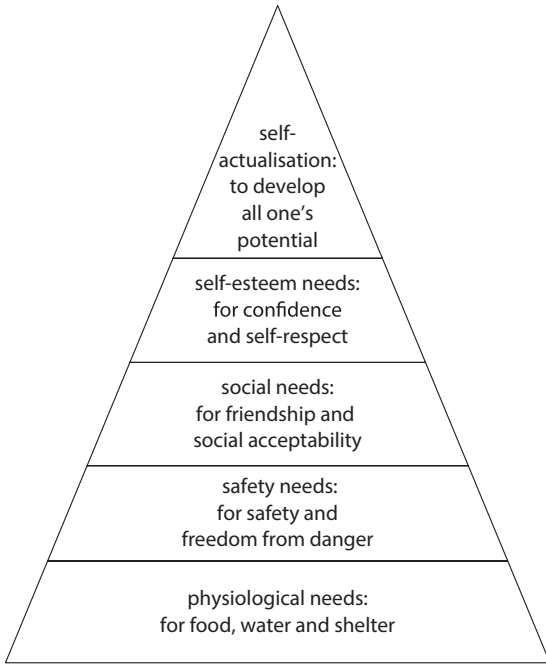 self-
actualisation:
to develop
all one's
potential
self-esteem needs:
for confidence
and self-respect
social needs:
for friendship and
social acceptability
safety needs:
for safety and
freedom from danger
physiological needs:
for food, water and shelter